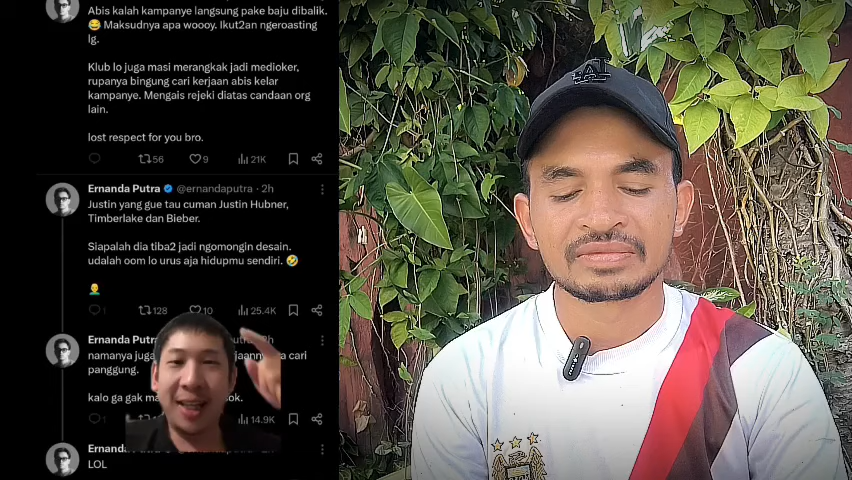 Abis kalah kampanye langsung pake baju dibalik.
😂 Maksudnya apa woooy. Ikut2an ngeroasting
lg.
Klub lo juga masi merangkak jadi medioker,
rupanya bingung cari kerjaan abis kelar
kampanye. Mengais rejeki diatas candaan org
lain.
lost respect for you bro.
56 9 21K
Ernanda Putra @ernandaputra · 2h
Justin yang gue tau cuman Justin Hubner,
Timberlake dan Bieber.
Siapalah dia tiba2 jadi ngomongin desain.
udalah oom lo urus aja hidupmu sendiri. 🤣
1 128 10 25.4K
Ernanda
namanya juga cari
panggung.
kalo ga gak
1 14.9K
LOL